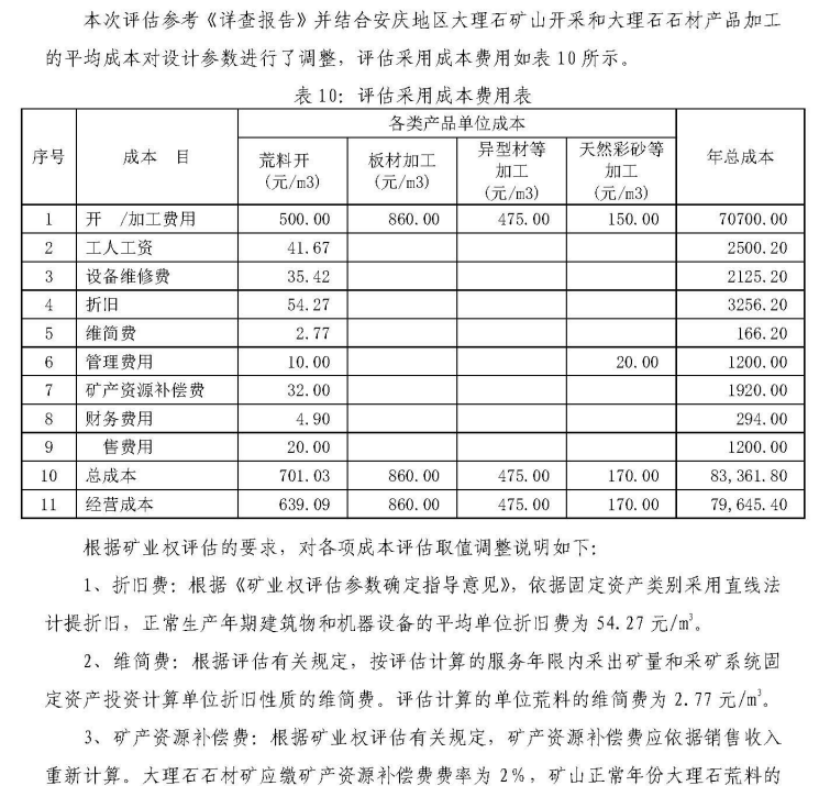 本次评估参考《详查报告》并结合安庆地区大理石矿山开采和大理石石材产品加工
的平均成本对设计参数进行了调整，评估采用成本费用如表 10 所示。
表 10：评估采用成本费用表
序号 成本 目 各类产品单位成本 年总成本
荒料开 (元/m3) 板材加工 (元/m3) 异型材等加工 (元/m3) 天然彩砂等加工 (元/m3)
1 开 /加工费用 500.00 860.00 475.00 150.00 70700.00
2 工人工资 41.67 2500.20
3 设备维修费 35.42 2125.20
4 折旧 54.27 3256.20
5 维简费 2.77 166.20
6 管理费用 10.00 20.00 1200.00
7 矿产资源补偿费 32.00 1920.00
8 财务费用 4.90 294.00
9 售费用 20.00 1200.00
10 总成本 701.03 860.00 475.00 170.00 83,361.80
11 经营成本 639.09 860.00 475.00 170.00 79,645.40
根据矿业权评估的要求，对各项成本评估取值调整说明如下：
1、折旧费：根据《矿业权评估参数确定指导意见》，依据固定资产类别采用直线法
计提折旧，正常生产年期建筑物和机器设备的平均单位折旧费为 54.27 元/m³。
2、维简费：根据评估有关规定，按评估计算的服务年限内采出矿量和采矿系统固
定资产投资计算单位折旧性质的维简费。评估计算的单位荒料的维简费为 2.77 元/m³。
3、矿产资源补偿费：根据矿业权评估有关规定，矿产资源补偿费应依据销售收入
重新计算。大理石石材矿应缴矿产资源补偿费费率为 2%，矿山正常年份大理石荒料的